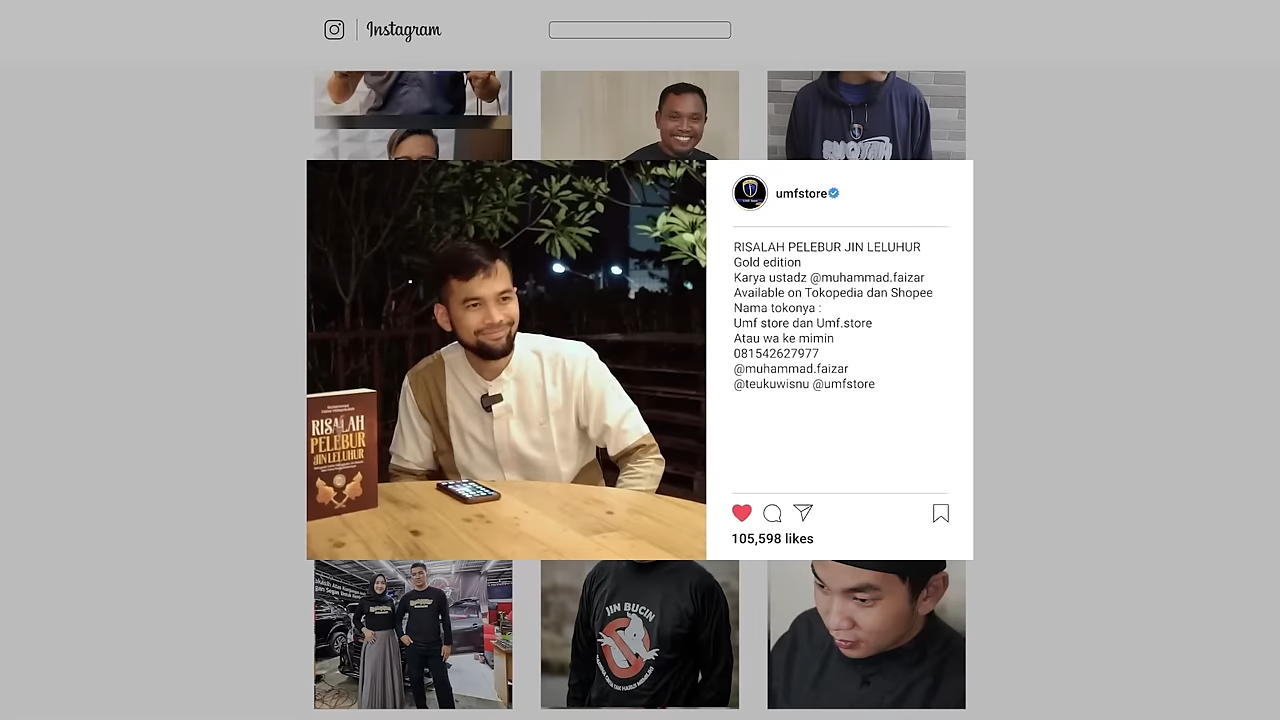 Instagram
RUQYAH
umfstore
RISALAH PELEBUR JIN LELUHUR
Gold edition
Karya ustadz @muhammad.faizar
Available on Tokopedia dan Shopee
Nama tokonya :
Umf store dan Umf.store
Atau wa ke mimin
081542627977
@muhammad.faizar
@teukuwisnu @umfstore
RISALAH
PELEBUR
JIN LELUHUR
105,598 likes
JIN BUCIN